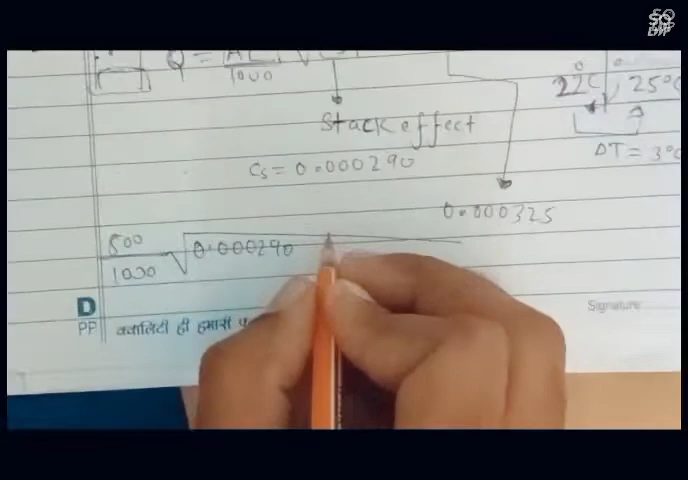 Q = 
1000
22°C
25°C
Stack effect
ΔT = 3°C
Cs = 0.000290
0.000325
500
1000 √0.000290
D
PP
क्वालिटी ही हमारी
Signature